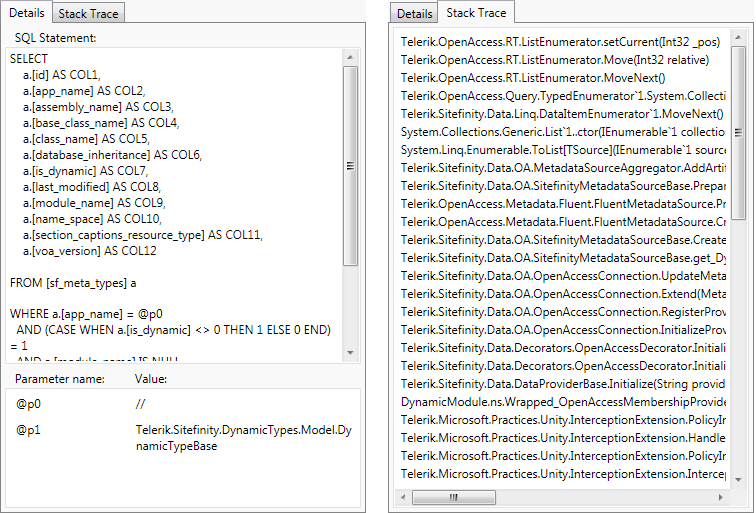 Details Stack Trace
SQL Statement:
SELECT
a.[id] AS COL1,
a.[app_name] AS COL2,
a.[assembly_name] AS COL3,
a.[base_class_name] AS COL4,
a.[class_name] AS COL5,
a.[database_inheritance] AS COL6,
a.[is_dynamic] AS COL7,
a.[last_modified] AS COL8,
a.[module_name] AS COL9,
a.[name_space] AS COL10,
a.[section_captions_resource_type] AS COL11,
a.[voa_version] AS COL12
FROM [sf_meta_types] a
WHERE a.[app_name] = @p0
AND (CASE WHEN a.[is_dynamic] <> 0 THEN 1 ELSE 0 END)
= 1
AND a.[module_name] IS NULL
Parameter name: Value:
@p0 //
@p1 Telerik.Sitefinity.DynamicTypes.Model.Dy
namicTypeBase
Details Stack Trace
Telerik.OpenAccess.RT.ListEnumerator.setCurrent(Int32 _pos)
Telerik.OpenAccess.RT.ListEnumerator.Move(Int32 relative)
Telerik.OpenAccess.RT.ListEnumerator.MoveNext()
Telerik.OpenAccess.Query.TypedEnumerator`1.System.Collecti
Telerik.Sitefinity.Data.Linq.DataItemEnumerator`1.MoveNext()
System.Collections.Generic.List`1..ctor(IEnumerable`1 collection
System.Linq.Enumerable.ToList[TSource](IEnumerable`1 source
Telerik.Sitefinity.Data.OA.MetadataSourceAggregator.AddArtif
Telerik.Sitefinity.Data.OA.SitefinityMetadataSourceBase.Prepar
Telerik.OpenAccess.Metadata.Fluent.FluentMetadataSource.Pr
Telerik.OpenAccess.Metadata.Fluent.FluentMetadataSource.Cr
Telerik.Sitefinity.Data.OA.SitefinityMetadataSourceBase.Create
Telerik.Sitefinity.Data.OA.SitefinityMetadataSourceBase.get_Dy
Telerik.Sitefinity.Data.OA.OpenAccessConnection.UpdateMeta
Telerik.Sitefinity.Data.OA.OpenAccessConnection.Extend(Meta
Telerik.Sitefinity.Data.OA.OpenAccessConnection.RegisterProv
Telerik.Sitefinity.Data.OA.OpenAccessConnection.InitializeProv
Telerik.Sitefinity.Data.Decorators.OpenAccessDecorator.Initiali
Telerik.Sitefinity.Data.Decorators.OpenAccessDecorator.Initiali
Telerik.Sitefinity.Data.DataProviderBase.Initialize(String provid
DynamicModule.ns.Wrapped_OpenAccessMembershipProvide
Telerik.Microsoft.Practices.Unity.InterceptionExtension.PolicyIn
Telerik.Microsoft.Practices.Unity.InterceptionExtension.Handle
Telerik.Microsoft.Practices.Unity.InterceptionExtension.PolicyIn
Telerik.Microsoft.Practices.Unity.InterceptionExtension.Interce